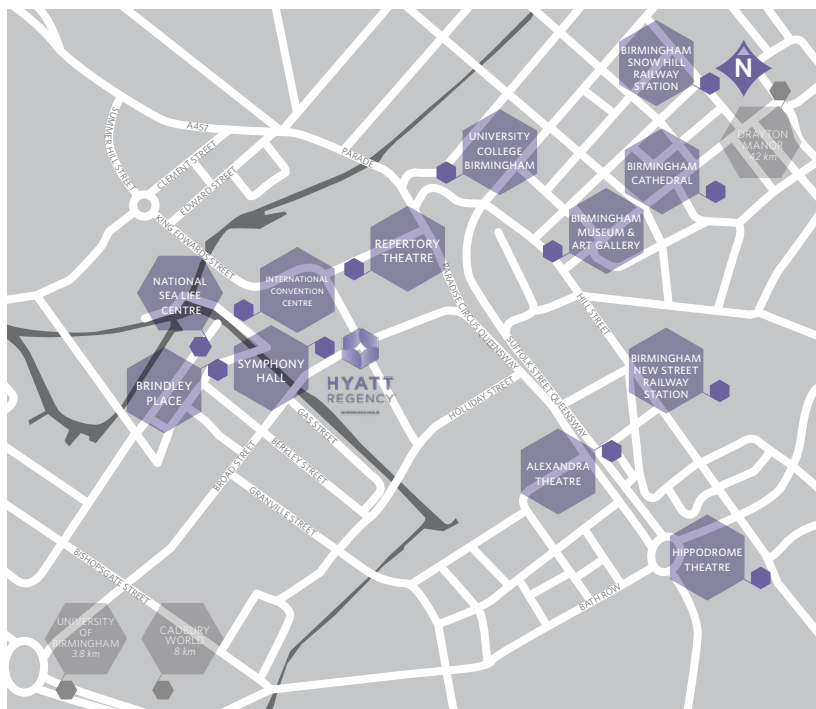 BIRMINGHAM
SNOW HILL
RAILWAY
STATION
N
DRAYTON
MANOR
42 km
UNIVERSITY
COLLEGE
BIRMINGHAM
BIRMINGHAM
CATHEDRAL
BIRMINGHAM
MUSEUM &
ART GALLERY
A457
SUMMER HILL STREET
CLEMENT STREET
EDWARD STREET
PARADE
KING EDWARDS STREET
REPERTORY
THEATRE
NATIONAL
SEA LIFE
CENTRE
INTERNATIONAL
CONVENTION
CENTRE
PARADISE CIRCUS QUEENSWAY
HILL STREET
SUFFOLK STREET QUEENSWAY
BRINDLEY
PLACE
SYMPHONY
HALL
HYATT
REGENCY
BIRMINGHAM
NEW STREET
RAILWAY
STATION
HOLLIDAY STREET
GAS STREET
BERKLEY STREET
BROAD STREET
GRANVILLE STREET
ALEXANDRA
THEATRE
HIPPODROME
THEATRE
BATH ROW
BISHOPSGATE STREET
UNIVERSITY
OF
BIRMINGHAM
3.8 km
CADBURY
WORLD
8 km